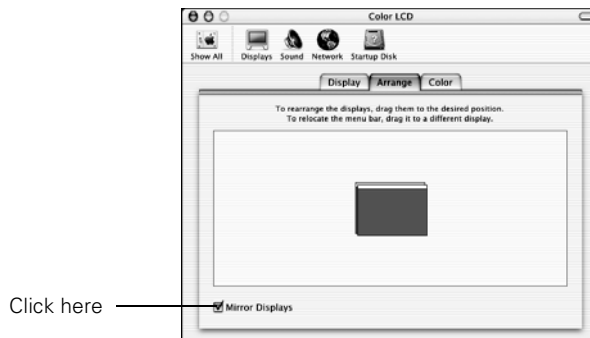 Color LCD
Show All Displays Sound Network Startup Disk
Display Arrange Color
To rearrange the displays, drag them to the desired position.
To relocate the menu bar, drag it to a different display.
Click here
Mirror Displays